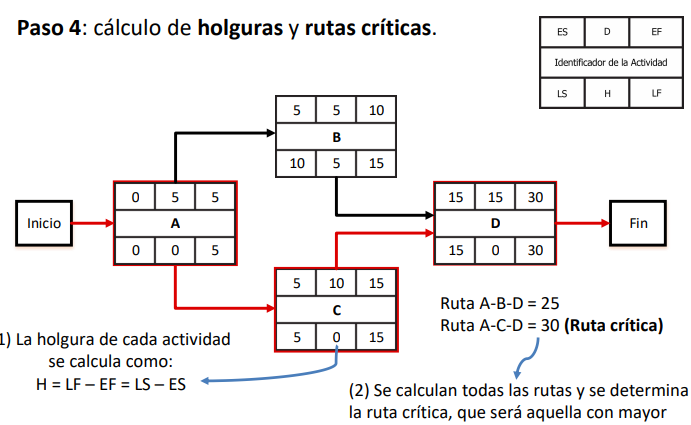 Paso 4: cálculo de holguras y rutas críticas.
ES D EF
Identificador de la Actividad
LS H LF
5 5 10
B
10 5 15
0 5 5
A
0 0 5
Inicio
15 15 30
D
15 0 30
Fin
5 10 15
C
5 0 15
Ruta A-B-D = 25
Ruta A-C-D = 30 (Ruta crítica)
1) La holgura de cada actividad
se calcula como:
H = LF – EF = LS – ES
(2) Se calculan todas las rutas y se determina
la ruta crítica, que será aquella con mayor